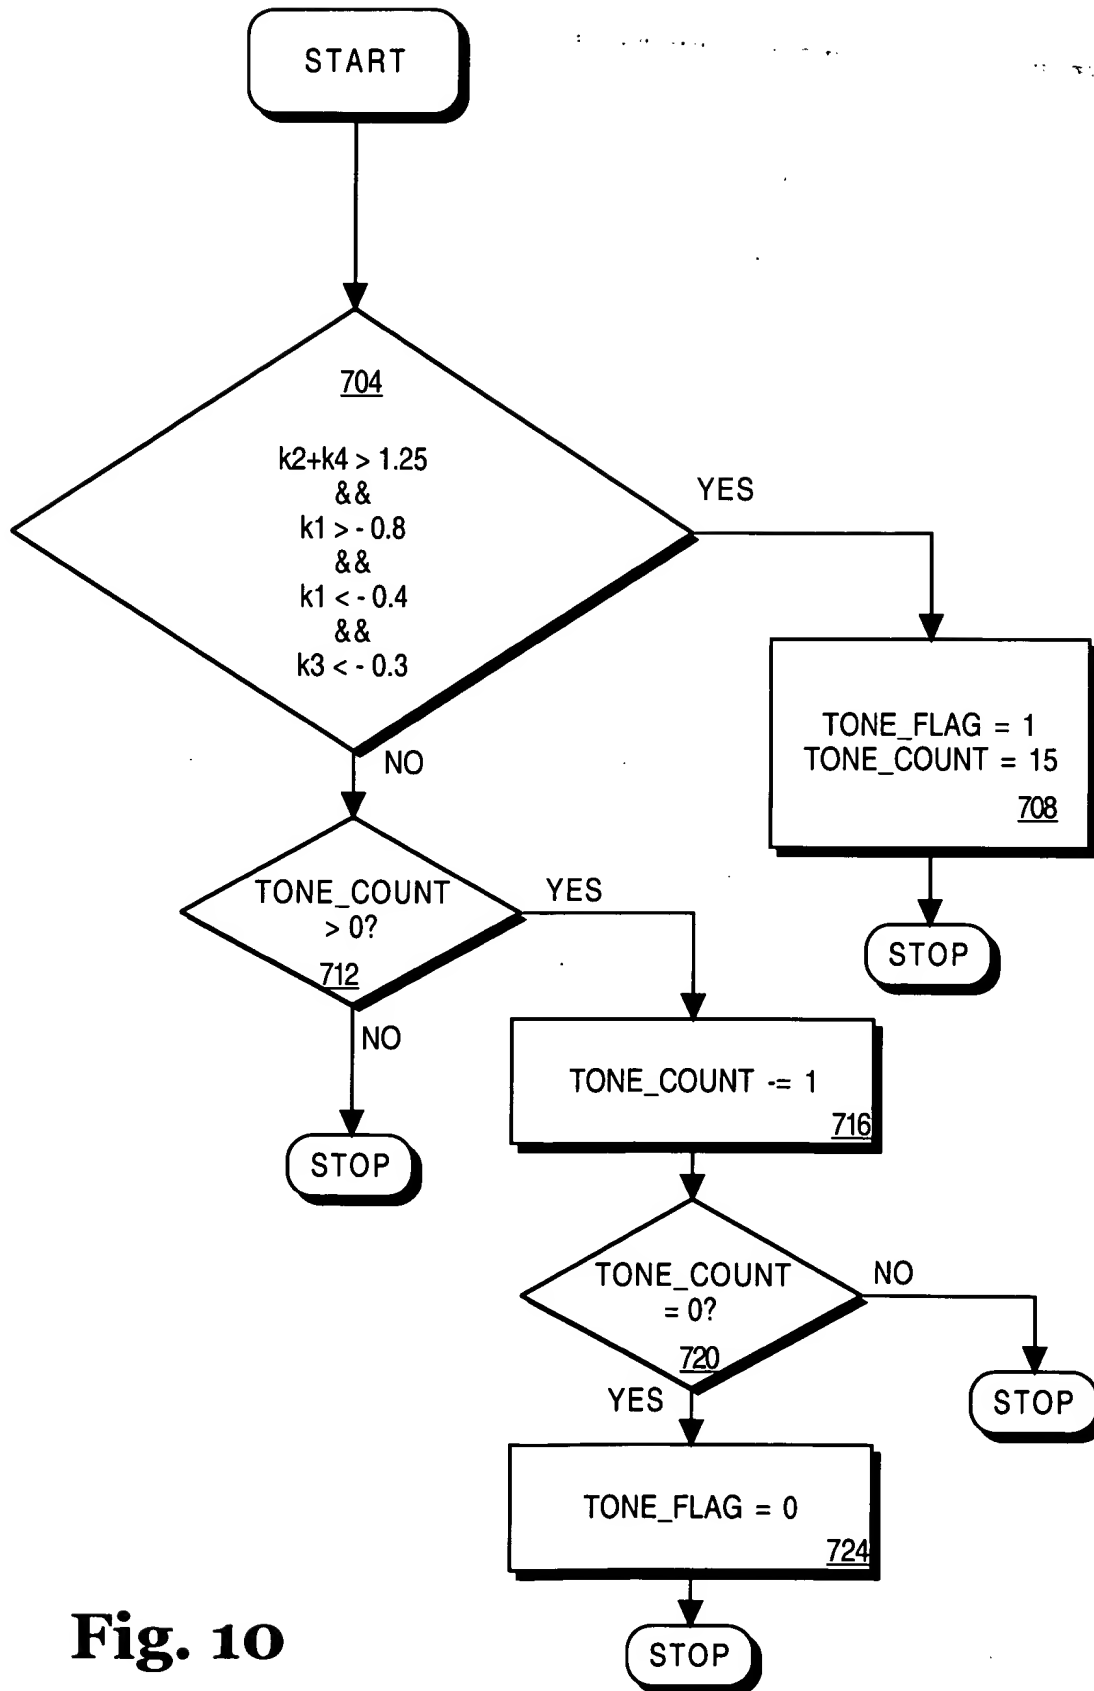 START
704
k2+k4 > 1.25
&&
k1 > - 0.8
&&
k1 < - 0.4
&&
k3 < - 0.3
YES
NO
TONE_FLAG = 1
TONE_COUNT = 15
708
STOP
TONE_COUNT
> 0?
712
YES
NO
STOP
TONE_COUNT -= 1
716
TONE_COUNT
= 0?
720
NO
STOP
YES
TONE_FLAG = 0
724
STOP
Fig. 10